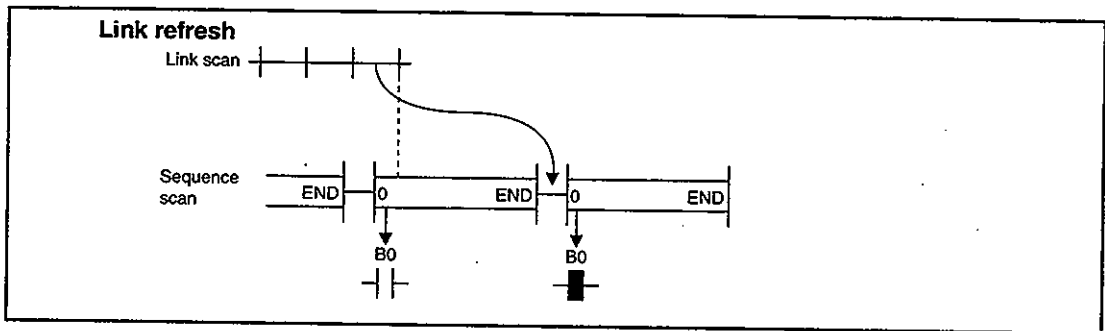 Link refresh
Link scan
Sequence
scan
END
0
END
0
END
B0
B0